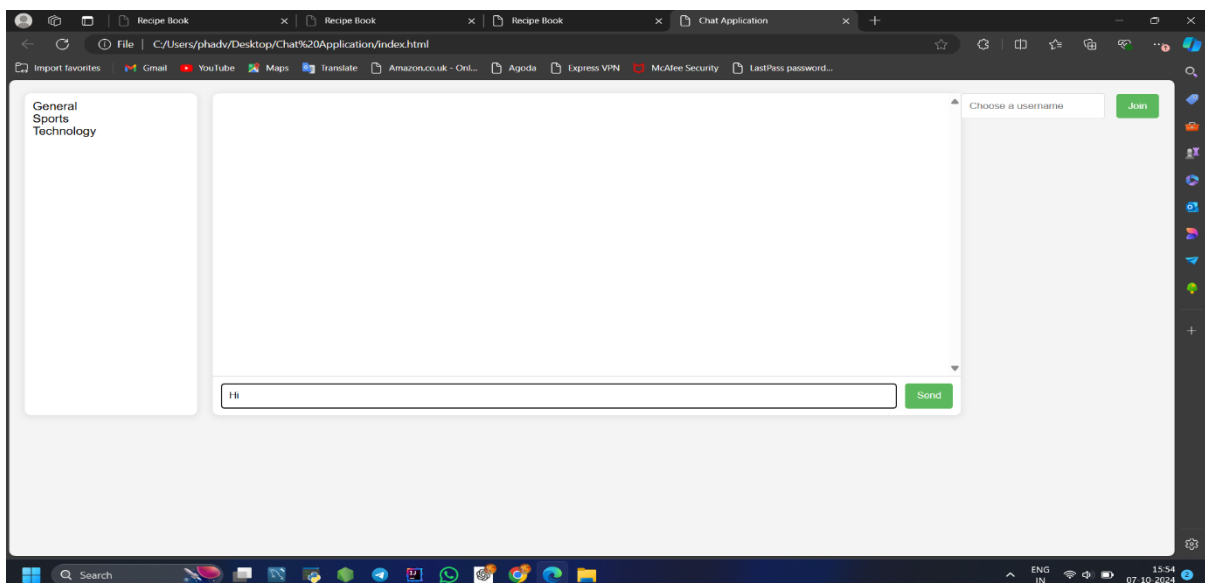 Recipe Book Recipe Book Recipe Book Chat Application
File C:/Users/phadv/Desktop/Chat%20Application/index.html
Import favorites Gmail YouTube Maps Translate Amazon.co.uk - Onl... Agoda Express VPN McAfee Security LastPass password...
General
Sports
Technology
Choose a username Join
Hi Send
Search
ENG
IN
15:54
07-10-2024
2